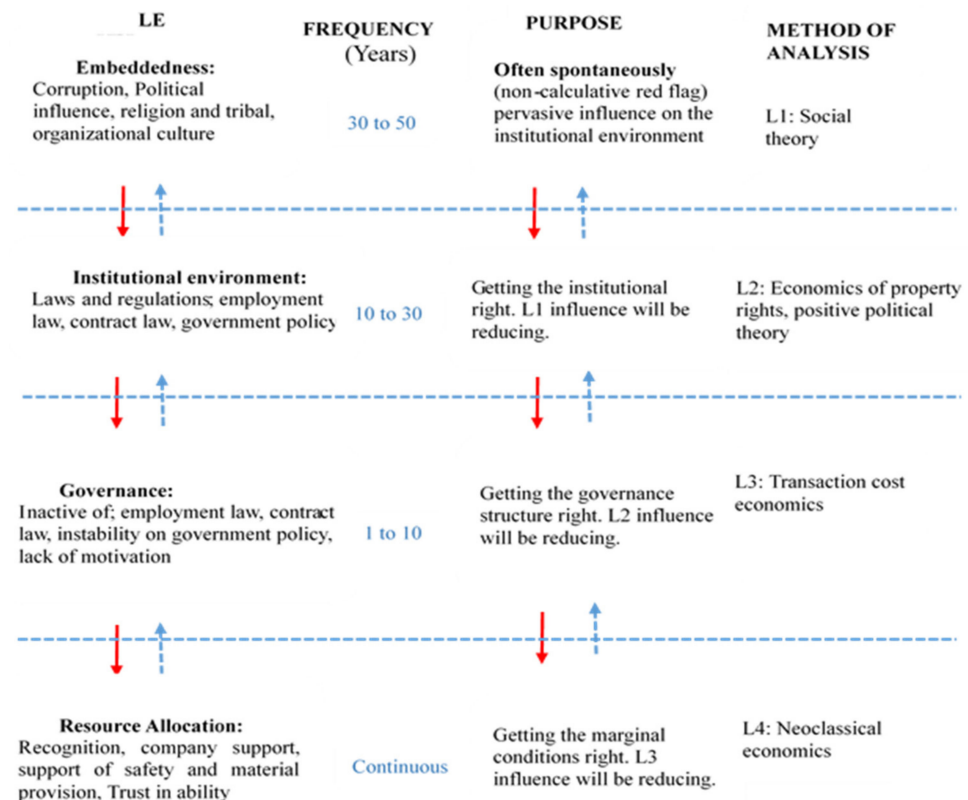 LE
FREQUENCY
(Years)
PURPOSE
METHOD OF
ANALYSIS
Embeddedness:
Corruption, Political
influence, religion and tribal,
organizational culture
30 to 50
Often spontaneously
(non-calculative red flag)
pervasive influence on the
institutional environment
L1: Social
theory
Institutional environment:
Laws and regulations; employment
law, contract law, government policy
10 to 30
Getting the institutional
right. L1 influence will be
reducing.
L2: Economics of property
rights, positive political
theory
Governance:
Inactive of; employment law, contract
law, instability on government policy,
lack of motivation
1 to 10
Getting the governance
structure right. L2 influence
will be reducing.
L3: Transaction cost
economics
Resource Allocation:
Recognition, company support,
support of safety and material
provision, Trust in ability
Continuous
Getting the marginal
conditions right. L3
influence will be reducing.
L4: Neoclassical
economics